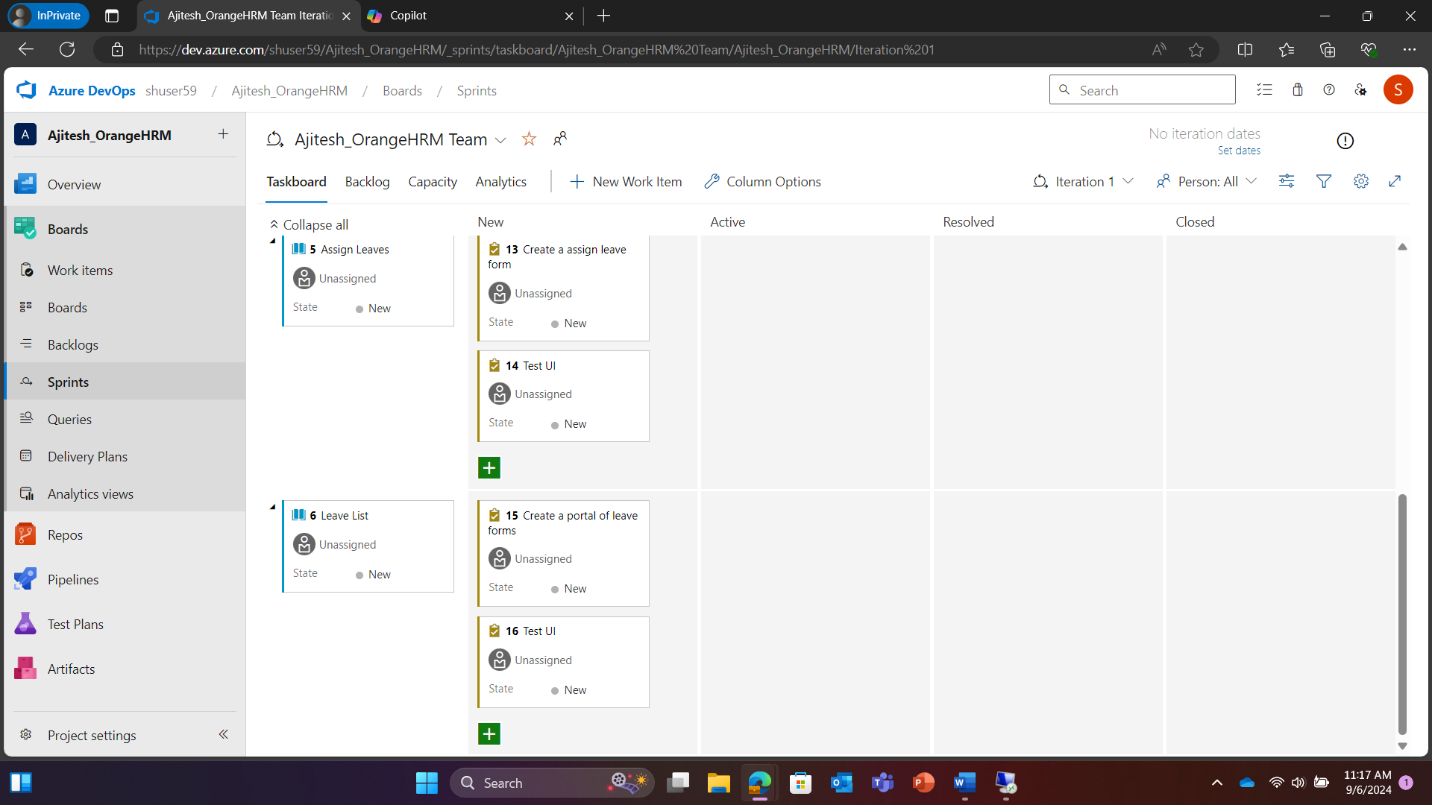 InPrivate
Ajitesh_OrangeHRM Team Iteratio
Copilot
https://dev.azure.com/shuser59/Ajitesh_OrangeHRM/_sprints/taskboard/Ajitesh_OrangeHRM%20Team/Ajitesh_OrangeHRM/Iteration%201
Azure DevOps shuser59 / Ajitesh_OrangeHRM / Boards / Sprints
Search
S
A Ajitesh_OrangeHRM +
Overview
Boards
Work items
Boards
Backlogs
Sprints
Queries
Delivery Plans
Analytics views
Repos
Pipelines
Test Plans
Artifacts
Project settings
Ajitesh_OrangeHRM Team
No iteration dates
Set dates
Taskboard Backlog Capacity Analytics New Work Item Column Options Iteration 1 Person: All
Collapse all New Active Resolved Closed
5 Assign Leaves
Unassigned
State New
13 Create a assign leave
form
Unassigned
State New
14 Test UI
Unassigned
State New
6 Leave List
Unassigned
State New
15 Create a portal of leave
forms
Unassigned
State New
16 Test UI
Unassigned
State New
Search
11:17 AM
9/6/2024
1